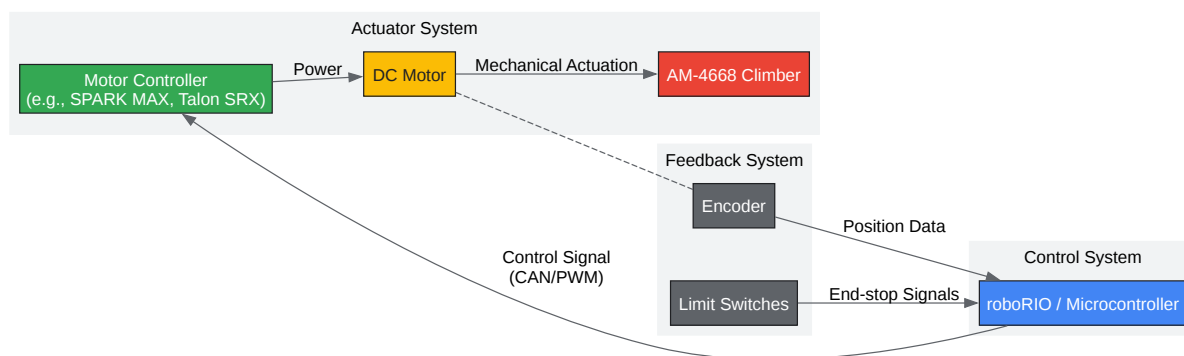 Actuator System
Motor Controller
(e.g., SPARK MAX, Talon SRX)
Power
DC Motor
Mechanical Actuation
AM-4668 Climber
Feedback System
Encoder
Position Data
Control Signal
(CAN/PWM)
Limit Switches
End-stop Signals
Control System
roboRIO / Microcontroller